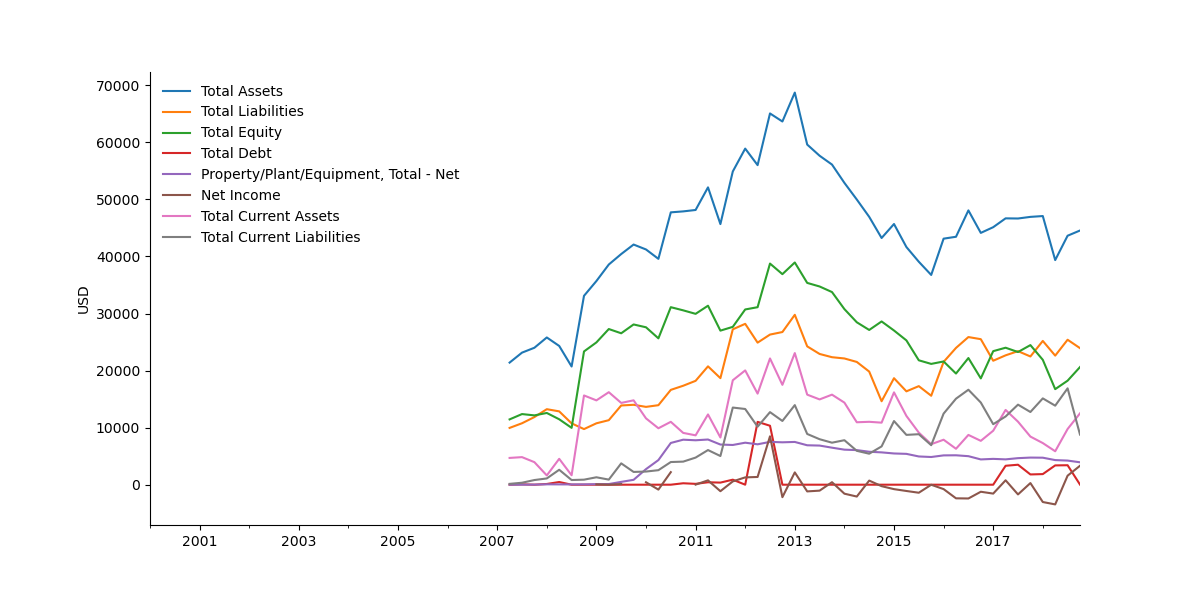 70000
60000
50000
40000
30000
20000
10000
0
USD
Total Assets
Total Liabilities
Total Equity
Total Debt
Property/Plant/Equipment, Total - Net
Net Income
Total Current Assets
Total Current Liabilities
2001 2003 2005 2007 2009 2011 2013 2015 2017